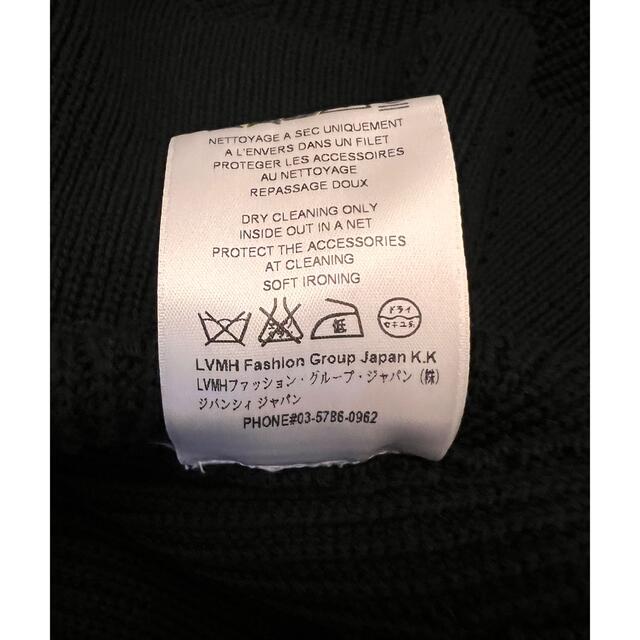 NETTOYAGE A SEC UNIQUEMENT
A L'ENVERS DANS UN FILET
PROTEGER LES ACCESSOIRES
AU NETTOYAGE
REPASSAGE DOUX
DRY CLEANING ONLY
INSIDE OUT IN A NET
PROTECT THE ACCESSORIES
AT CLEANING
SOFT IRONING
低
ドライ
セキユ系
LVMH Fashion Group Japan K.K
LVMHファッション・グループ・ジャパン (株)
ジバンシィ ジャパン
PHONE#03-5786-0962